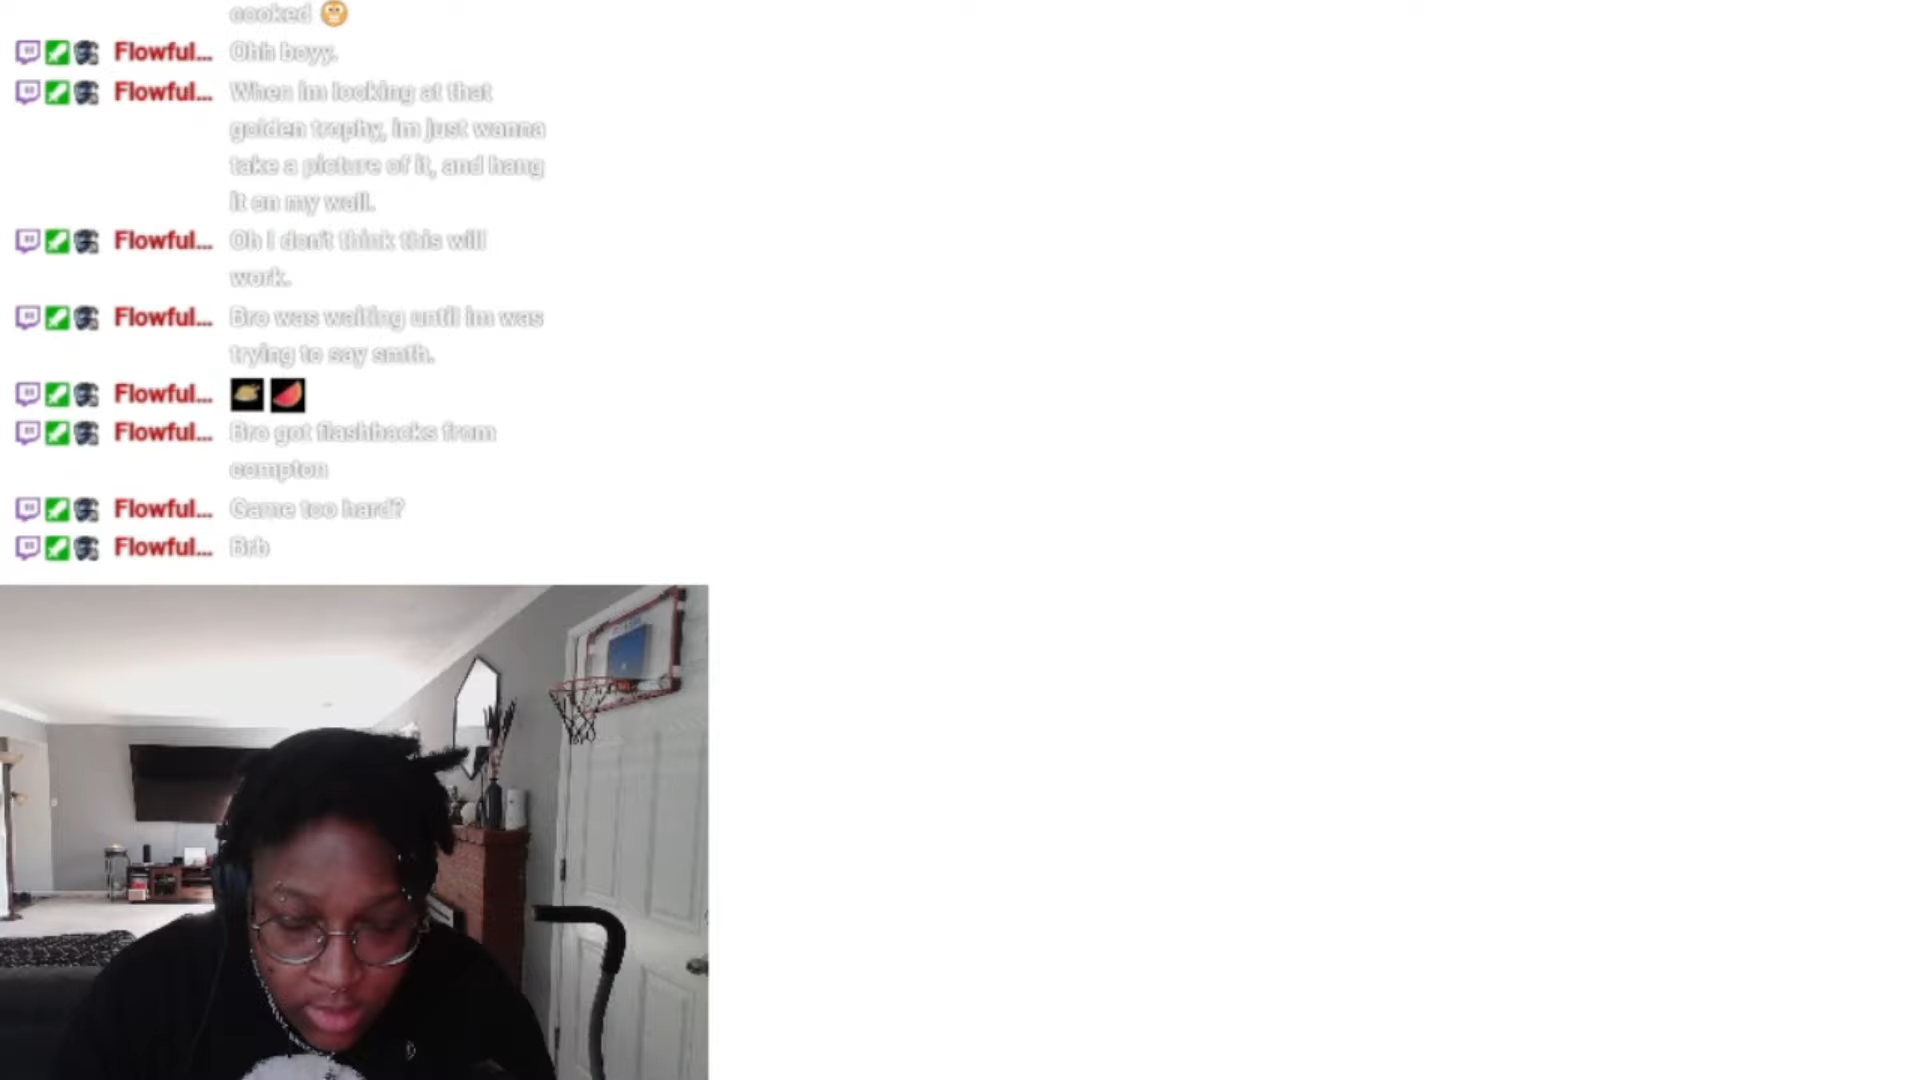 cooked
Flowful... Ohh boyy.
Flowful... When im looking at that
golden trophy, im just wanna
take a picture of it, and hang
it on my wall.
Flowful... Oh I don't think this will
work.
Flowful... Bro was waiting until im was
trying to say smth.
Flowful...
Flowful... Bro got flashbacks from
compton
Flowful... Game too hard?
Flowful... Brb